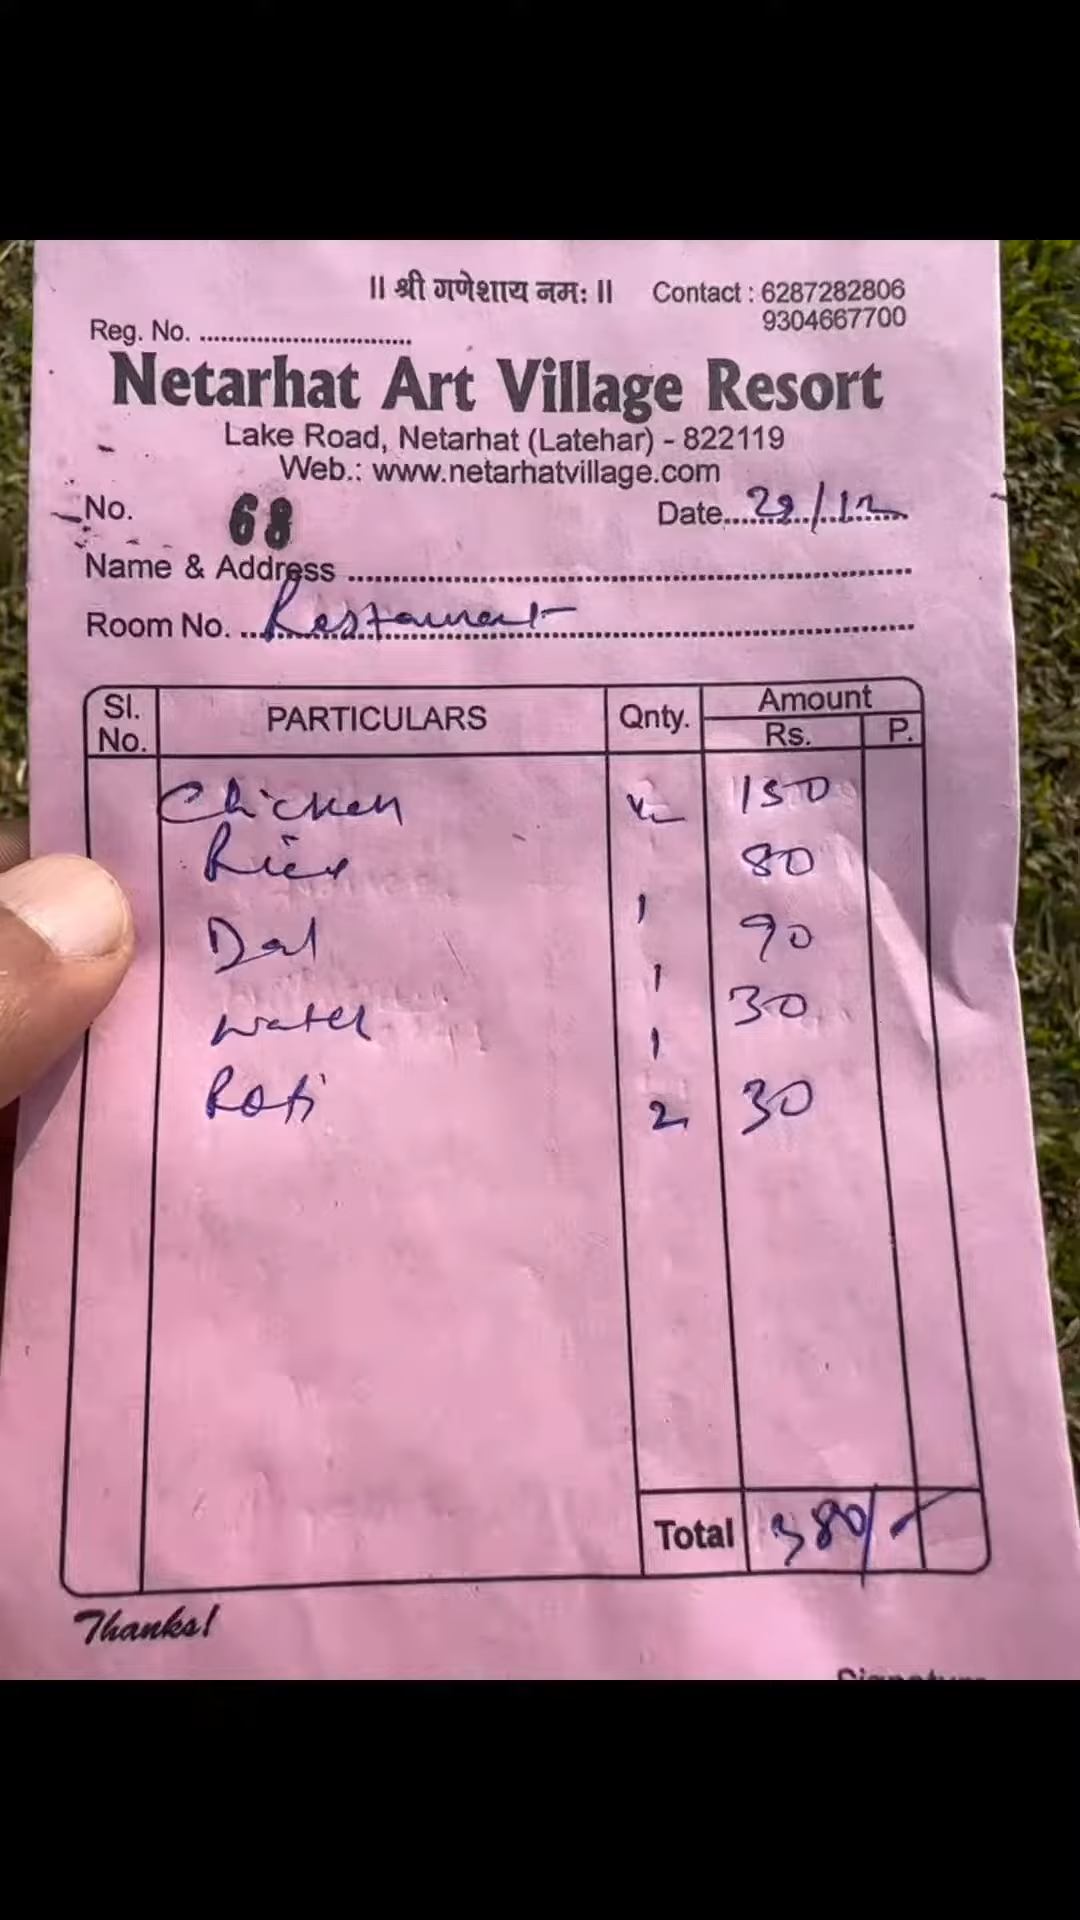 || श्री गणेशाय नमः || Contact : 6287282806
9304667700
Reg. No. ..............................
Netarhat Art Village Resort
Lake Road, Netarhat (Latehar) - 822119
Web.: www.netarhatvillage.com
No. 68 Date...../12
Name & Address ..............................
Room No. Restaurent
Sl. No. PARTICULARS Qnty. Amount
Rs. P.
Chicken 150
Rice 80
Dal 1 90
water 1 30
Roti 2 30
Total 380/-
Thanks!